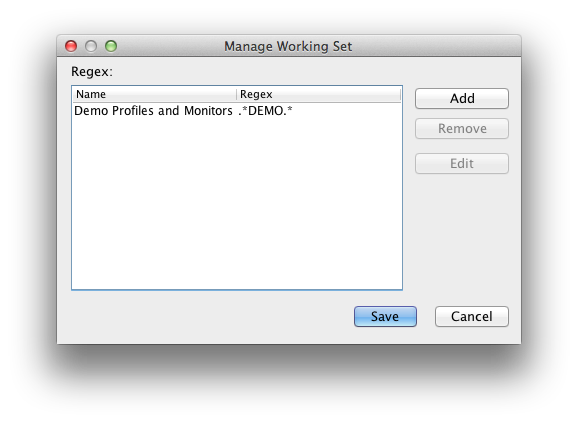 Manage Working Set
Regex:
Name Regex
Demo Profiles and Monitors .*DEMO.*
Add
Remove
Edit
Save Cancel